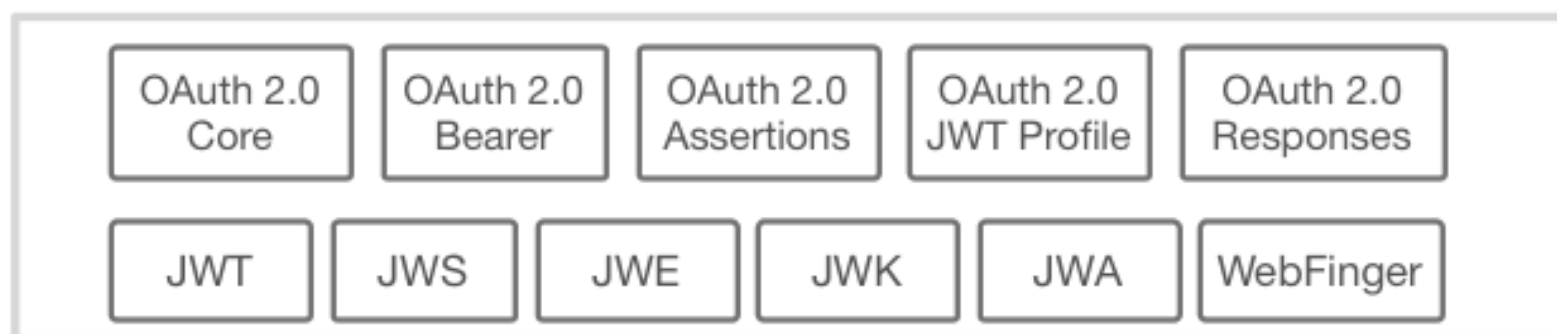 OAuth 2.0
Core
OAuth 2.0
Bearer
OAuth 2.0
Assertions
OAuth 2.0
JWT Profile
OAuth 2.0
Responses
JWT
JWS
JWE
JWK
JWA
WebFinger